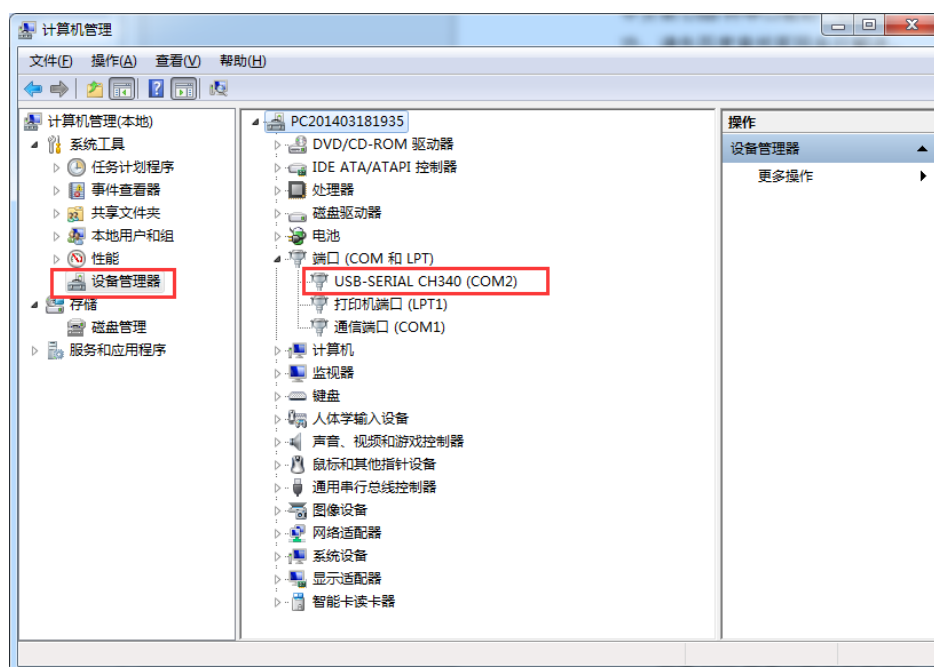 计算机管理
文件(F) 操作(A) 查看(V) 帮助(H)
计算机管理(本地)
系统工具
任务计划程序
事件查看器
共享文件夹
本地用户和组
性能
设备管理器
存储
磁盘管理
服务和应用程序
PC201403181935
DVD/CD-ROM 驱动器
IDE ATA/ATAPI 控制器
处理器
磁盘驱动器
电池
端口 (COM 和 LPT)
USB-SERIAL CH340 (COM2)
打印机端口 (LPT1)
通信端口 (COM1)
计算机
监视器
键盘
人体学输入设备
声音、视频和游戏控制器
鼠标和其他指针设备
通用串行总线控制器
图像设备
网络适配器
系统设备
显示适配器
智能卡读卡器
操作
设备管理器
更多操作